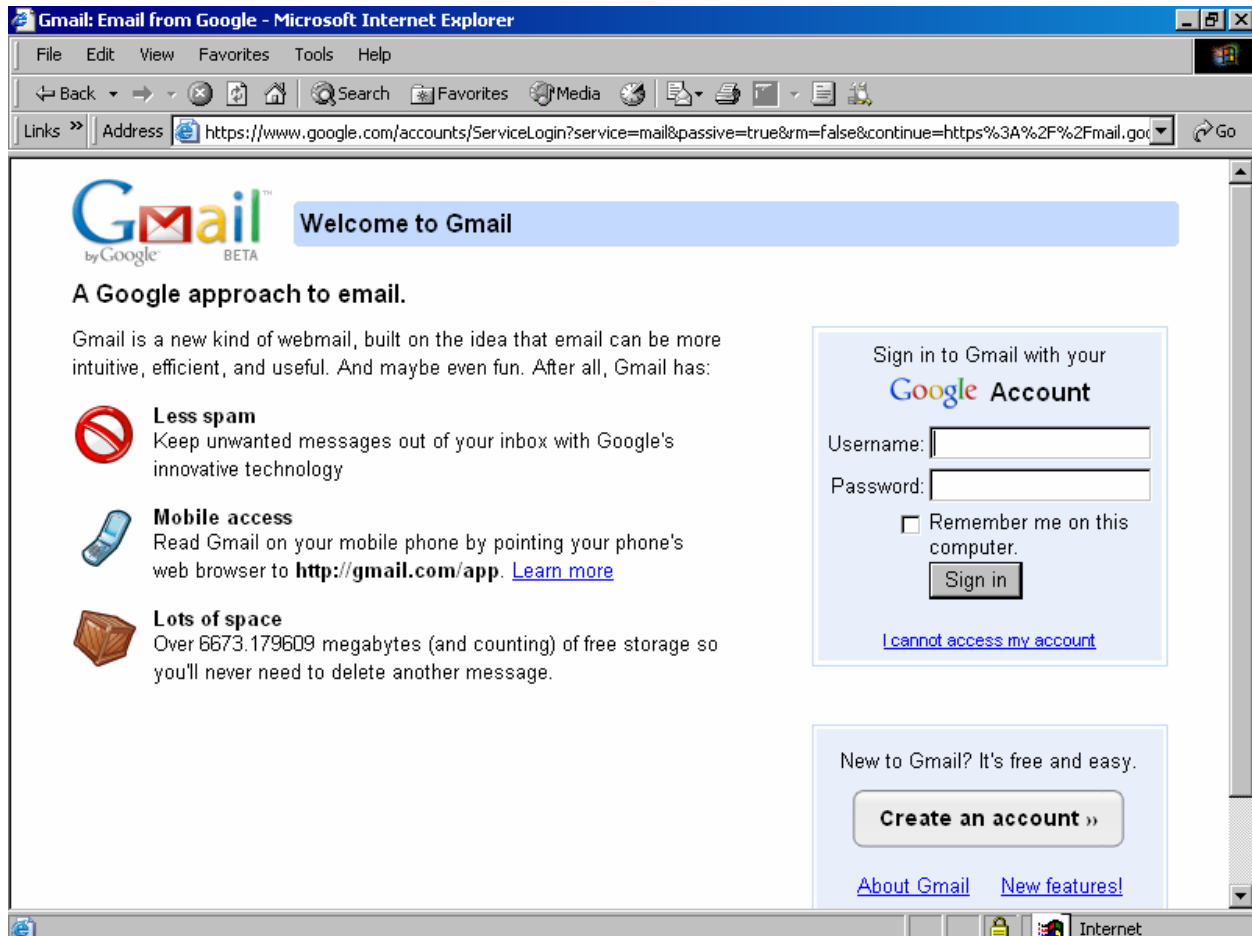 Gmail: Email from Google - Microsoft Internet Explorer
File Edit View Favorites Tools Help
Back Search Favorites Media
Links » Address https://www.google.com/accounts/ServiceLogin?service=mail&passive=true&rm=false&continue=https%3A%2F%2Fmail.goo Go
Gmail™
by Google BETA
Welcome to Gmail
A Google approach to email.
Gmail is a new kind of webmail, built on the idea that email can be more
intuitive, efficient, and useful. And maybe even fun. After all, Gmail has:
Less spam
Keep unwanted messages out of your inbox with Google's
innovative technology
Mobile access
Read Gmail on your mobile phone by pointing your phone's
web browser to http://gmail.com/app. Learn more
Lots of space
Over 6673.179609 megabytes (and counting) of free storage so
you'll never need to delete another message.
Sign in to Gmail with your
Google Account
Username:
Password:
Remember me on this
computer.
Sign in
I cannot access my account
New to Gmail? It's free and easy.
Create an account »
About Gmail New features!
Internet